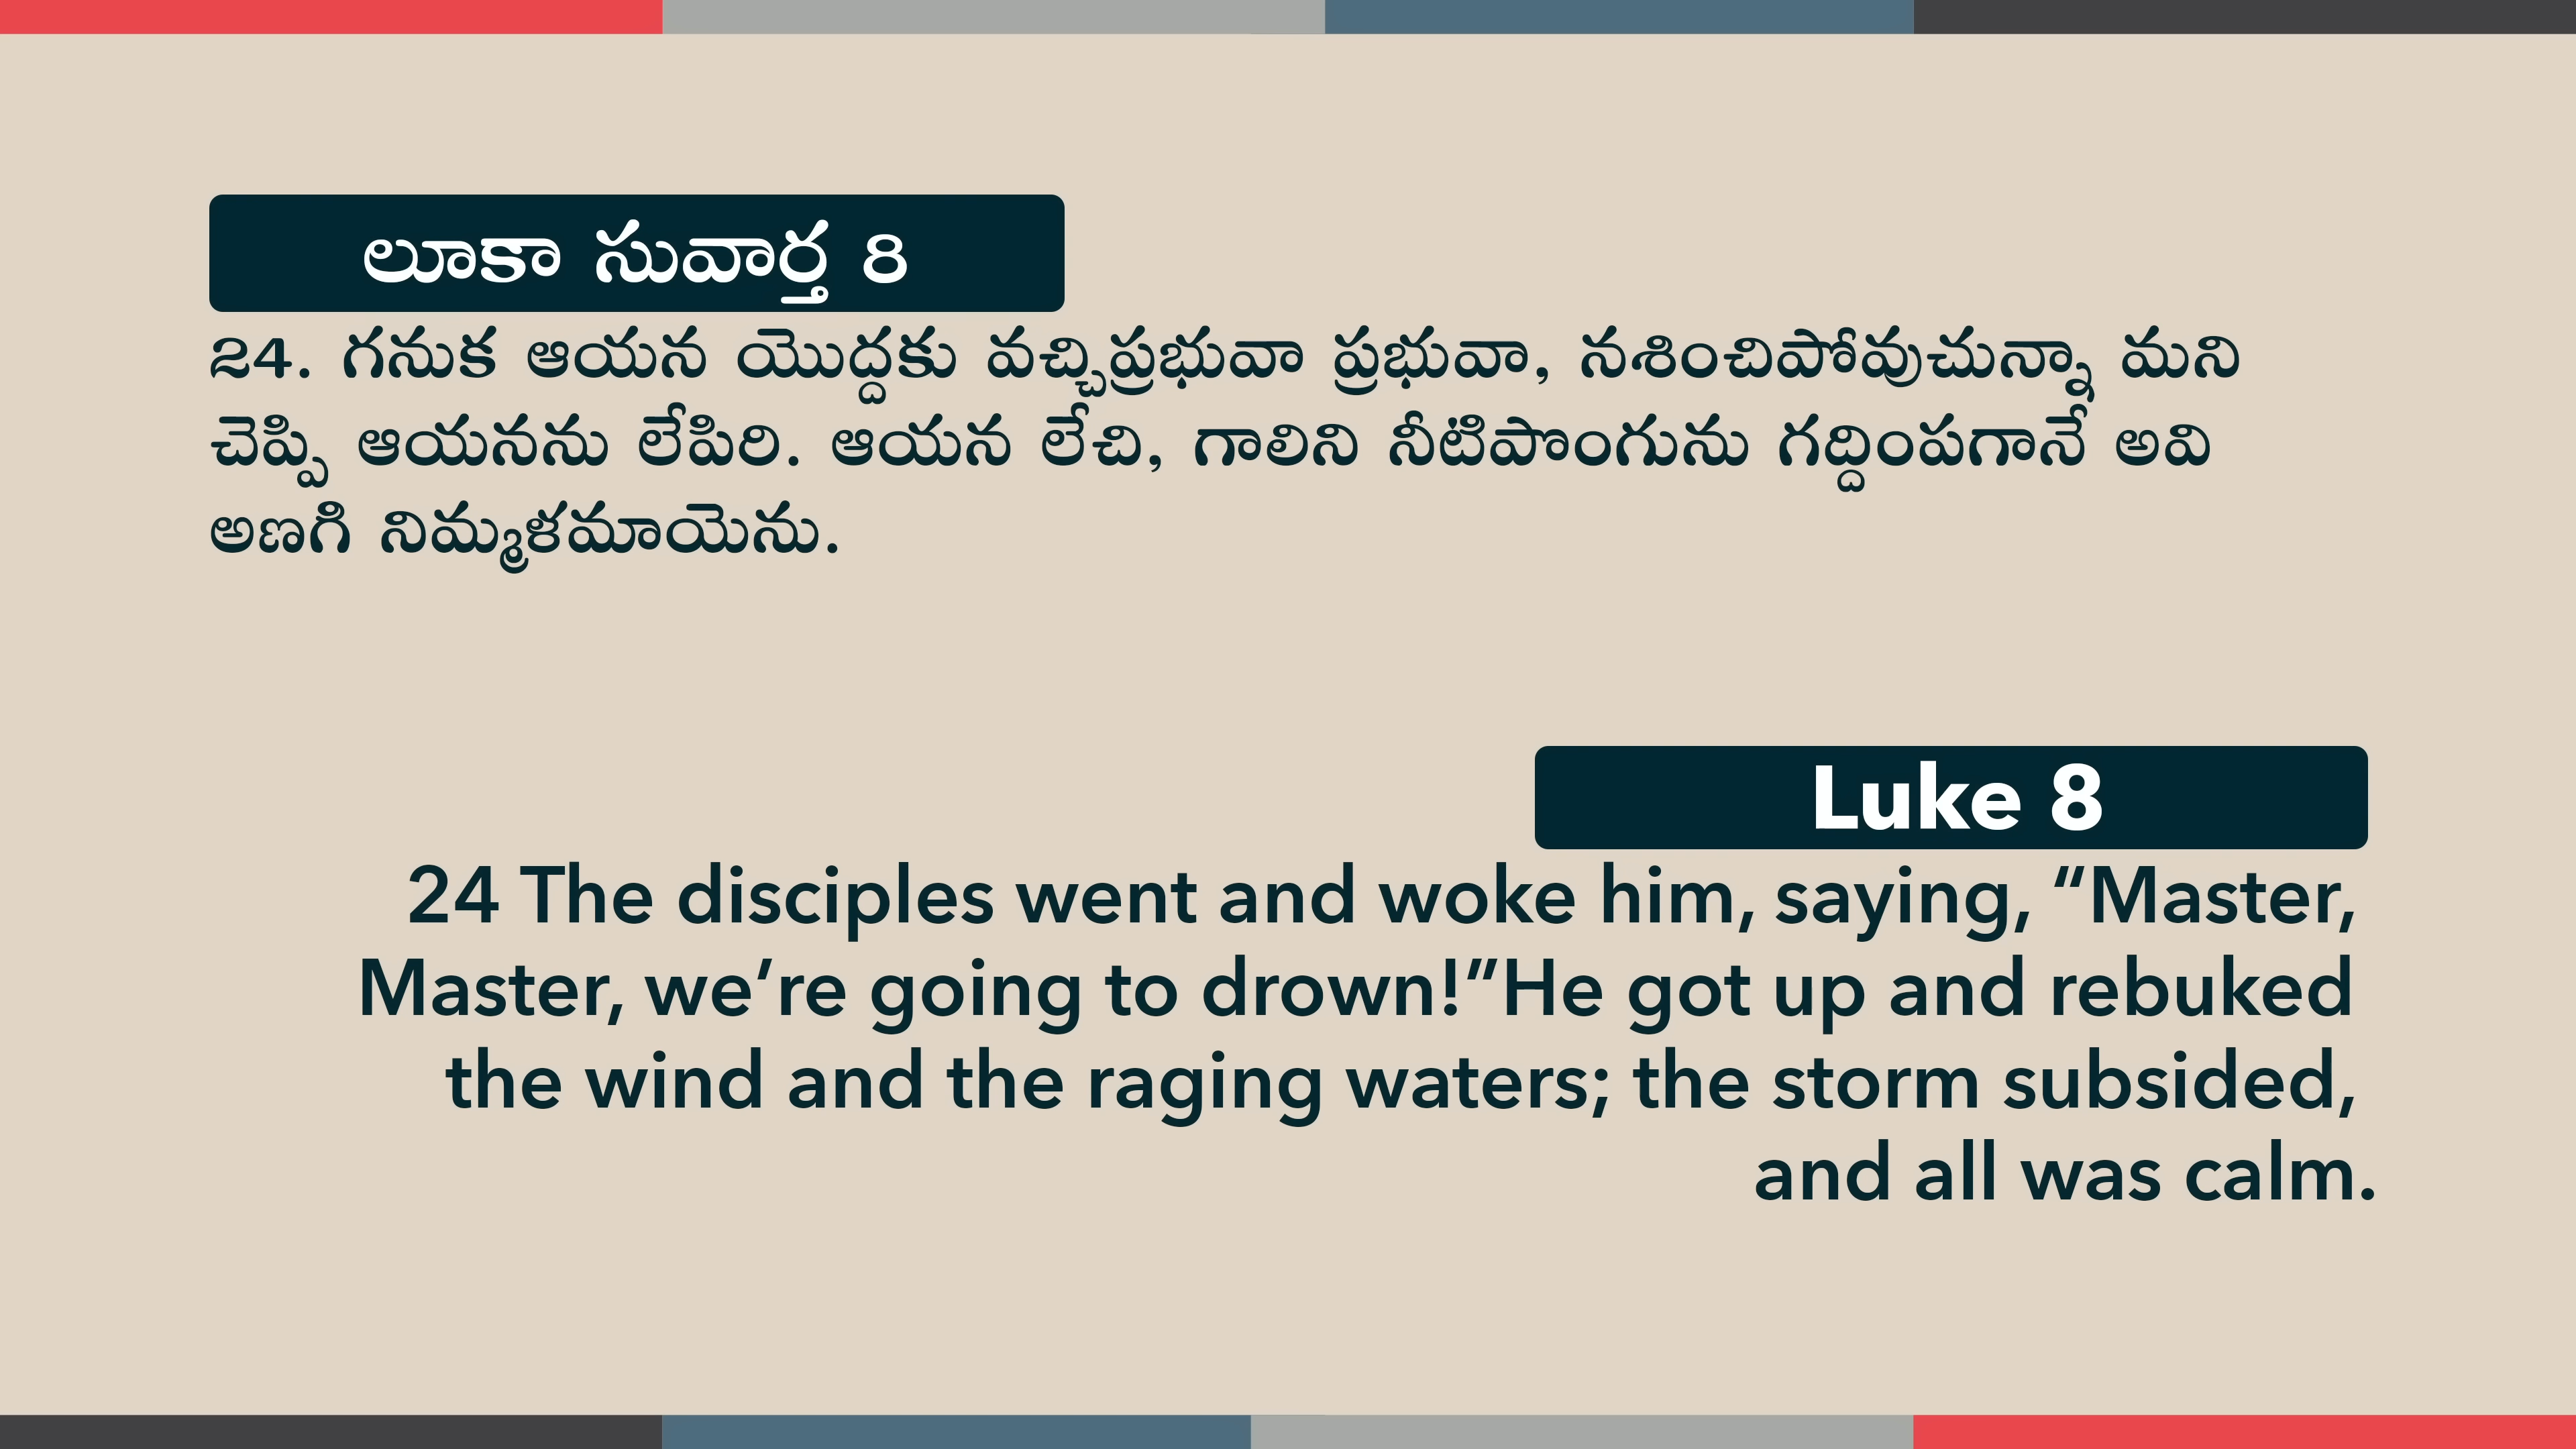 లూకా సువార్త 8
24. గనుక ఆయన యొద్దకు వచ్చిప్రభువా ప్రభువా, నశించిపోవుచున్నా మని
చెప్పి ఆయనను లేపిరి. ఆయన లేచి, గాలిని నీటిపొంగును గద్దింపగానే అవి
అణగి నిమ్మళమాయెను.
Luke 8
24 The disciples went and woke him, saying, “Master,
Master, we’re going to drown!”He got up and rebuked
the wind and the raging waters; the storm subsided,
and all was calm.